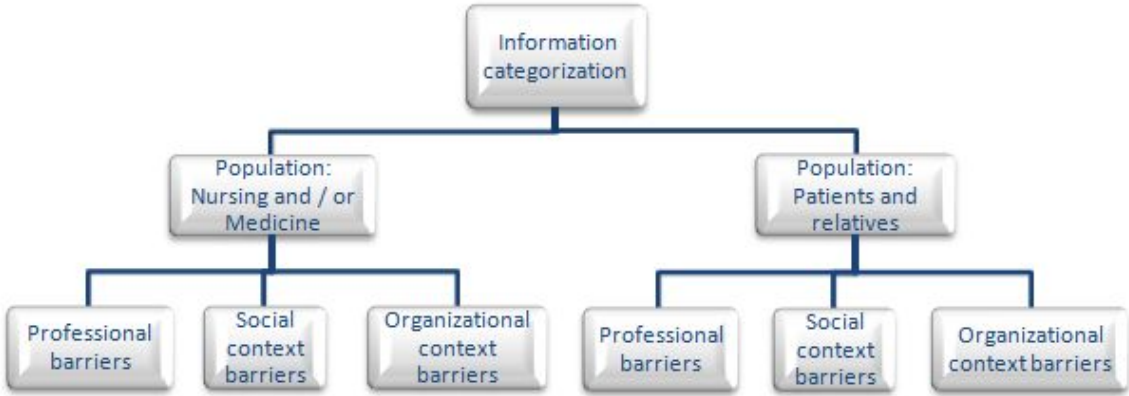 Information
categorization
Population:
Nursing and / or
Medicine
Population:
Patients and
relatives
Professional
barriers
Social
context
barriers
Organizational
context
barriers
Professional
barriers
Social
context
barriers
Organizational
context barriers